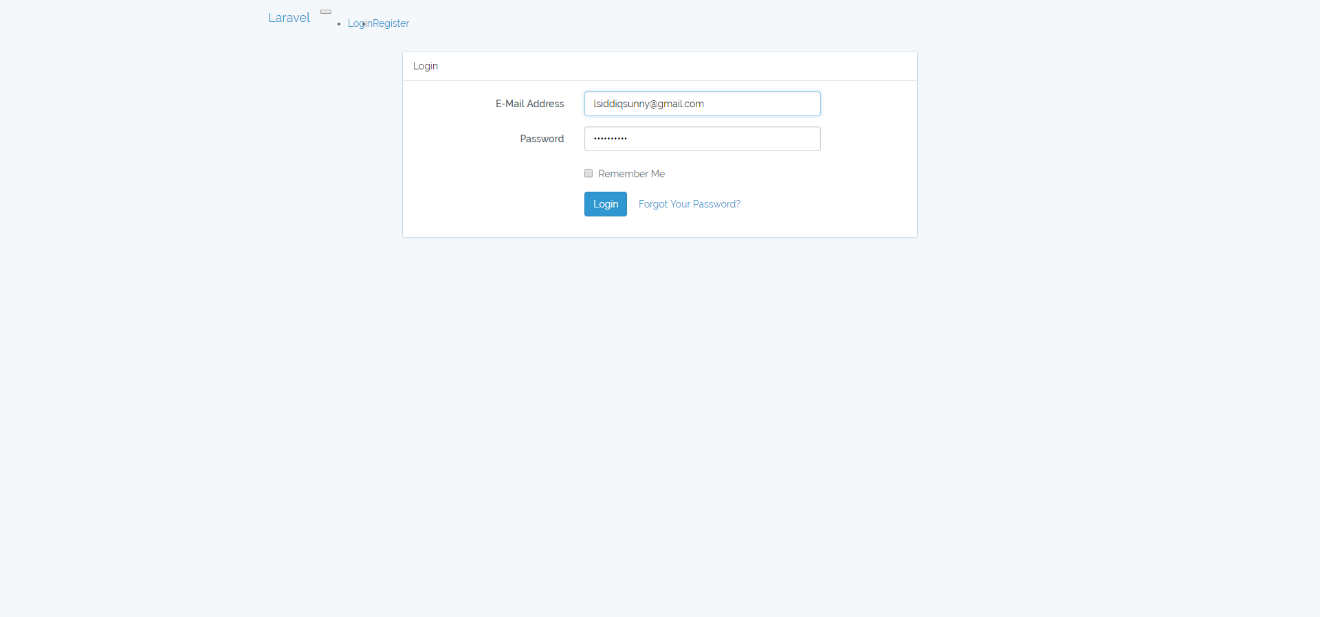 Laravel
LoginRegister
Login
E-Mail Address lsiddiqsunny@gmail.com
Password ••••••••••
Remember Me
Login Forgot Your Password?